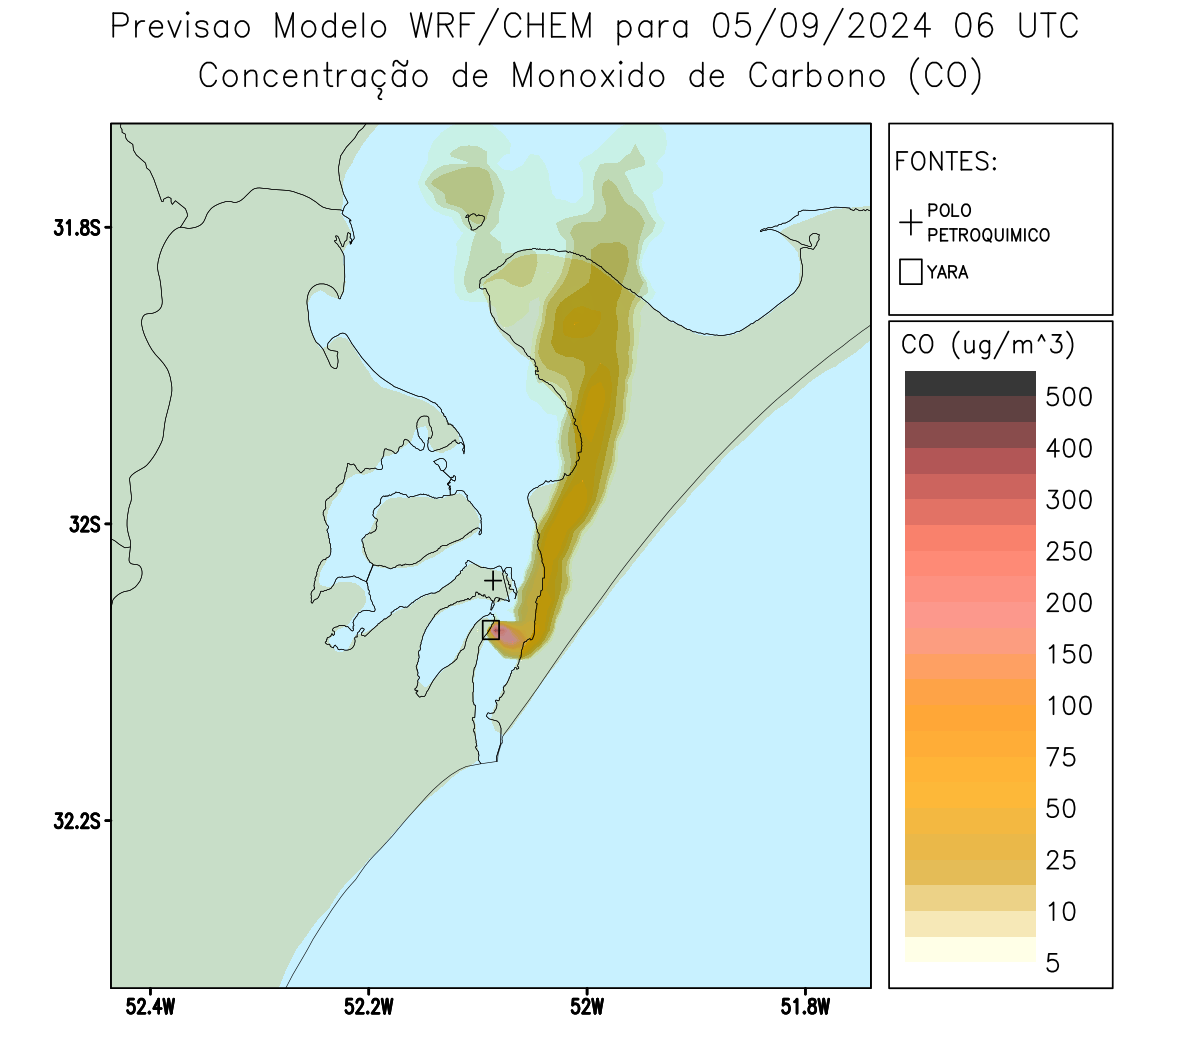 Previsao Modelo WRF/CHEM para 05/09/2024 06 UTC
Concentração de Monoxido de Carbono (CO)
FONTES:
POLO
PETROQUIMICO
YARA
31.8S
32S
32.2S
52.4W
52.2W
52W
51.8W
CO (ug/m^3)
500
400
300
250
200
150
100
75
50
25
10
5